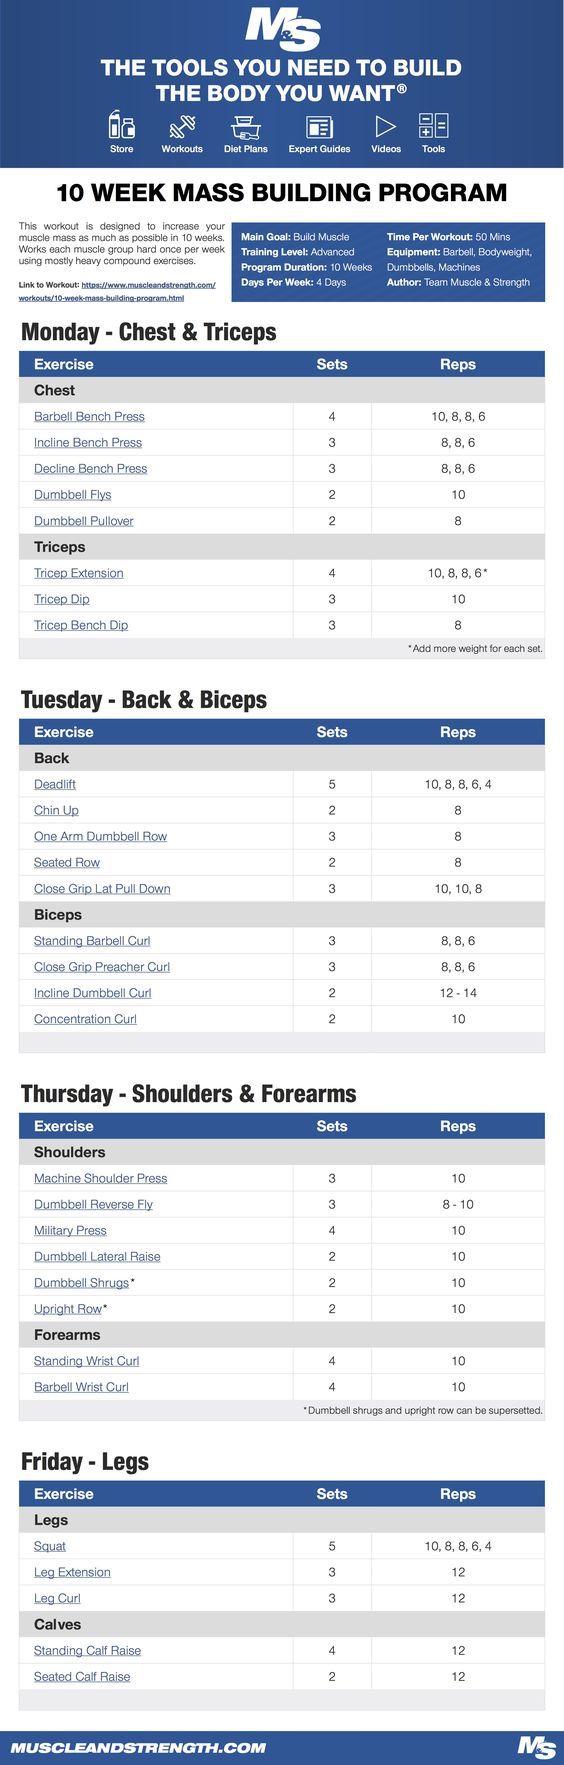 M&S
THE TOOLS YOU NEED TO BUILD
THE BODY YOU WANT®
Store Workouts Diet Plans Expert Guides Videos Tools
10 WEEK MASS BUILDING PROGRAM
This workout is designed to increase your
muscle mass as much as possible in 10 weeks.
Works each muscle group hard once per week
using mostly heavy compound exercises.
Link to Workout: https://www.muscleandstrength.com/
workouts/10-week-mass-building-program.html
Main Goal: Build Muscle
Training Level: Advanced
Program Duration: 10 Weeks
Days Per Week: 4 Days
Time Per Workout: 50 Mins
Equipment: Barbell, Bodyweight,
Dumbbells, Machines
Author: Team Muscle & Strength
Monday - Chest & Triceps
Exercise Sets Reps
Chest
Barbell Bench Press 4 10, 8, 8, 6
Incline Bench Press 3 8, 8, 6
Decline Bench Press 3 8, 8, 6
Dumbbell Flys 2 10
Dumbbell Pullover 2 8
Triceps
Tricep Extension 4 10, 8, 8, 6*
Tricep Dip 3 10
Tricep Bench Dip 3 8
*Add more weight for each set.
Tuesday - Back & Biceps
Exercise Sets Reps
Back
Deadlift 5 10, 8, 8, 6, 4
Chin Up 2 8
One Arm Dumbbell Row 3 8
Seated Row 2 8
Close Grip Lat Pull Down 3 10, 10, 8
Biceps
Standing Barbell Curl 3 8, 8, 6
Close Grip Preacher Curl 3 8, 8, 6
Incline Dumbbell Curl 2 12 - 14
Concentration Curl 2 10
Thursday - Shoulders & Forearms
Exercise Sets Reps
Shoulders
Machine Shoulder Press 3 10
Dumbbell Reverse Fly 3 8 - 10
Military Press 4 10
Dumbbell Lateral Raise 2 10
Dumbbell Shrugs* 2 10
Upright Row* 2 10
Forearms
Standing Wrist Curl 4 10
Barbell Wrist Curl 4 10
*Dumbbell shrugs and upright row can be supersetted.
Friday - Legs
Exercise Sets Reps
Legs
Squat 5 10, 8, 8, 6, 4
Leg Extension 3 12
Leg Curl 3 12
Calves
Standing Calf Raise 4 12
Seated Calf Raise 2 12
MUSCLEANDSTRENGTH.COM M&S